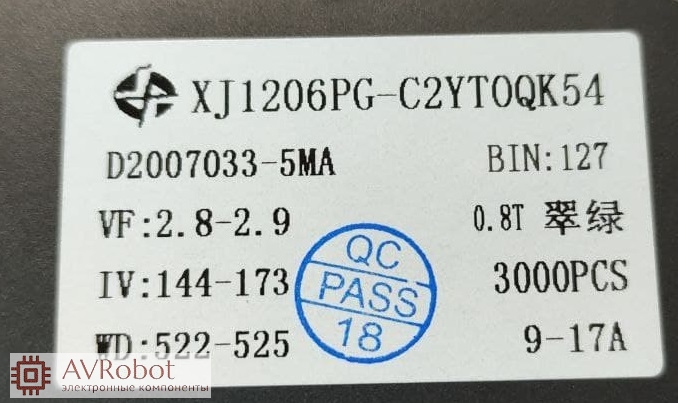 XJ1206PG-C2YTOQK54
D2007033-5MA BIN:127
VF:2.8-2.9 0.8T 翠绿
IV:144-173 3000PCS
WD:522-525 9-17A
QC
PASS
18
AVRobot
электронные компоненты